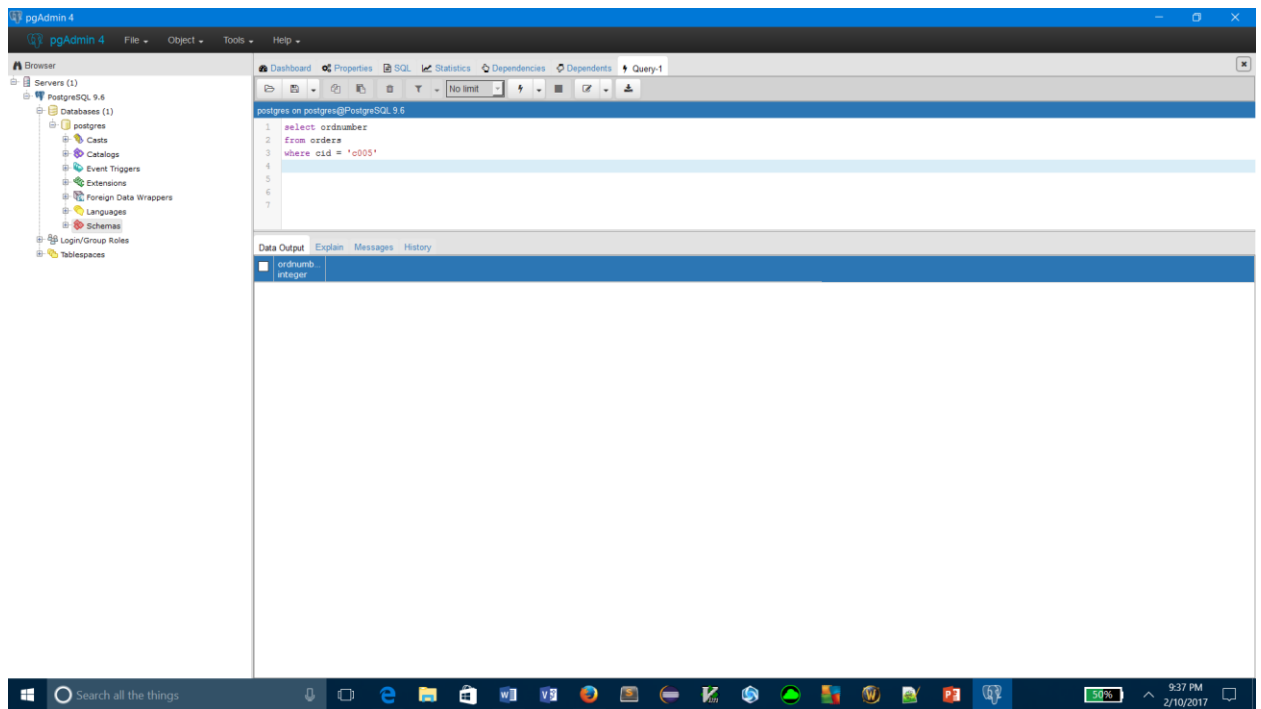 pgAdmin 4
pgAdmin 4 File Object Tools Help
Browser
Servers (1)
PostgreSQL 9.6
Databases (1)
postgres
Casts
Catalogs
Event Triggers
Extensions
Foreign Data Wrappers
Languages
Schemas
Login/Group Roles
Tablespaces
Dashboard Properties SQL Statistics Dependencies Dependents Query-1
No limit
postgres on postgres@PostgreSQL 9.6
1 select ordnumber
2 from orders
3 where cid = 'c005'
4
5
6
7
Data Output Explain Messages History
ordnumb...
integer
Search all the things
50%
9:37 PM
2/10/2017